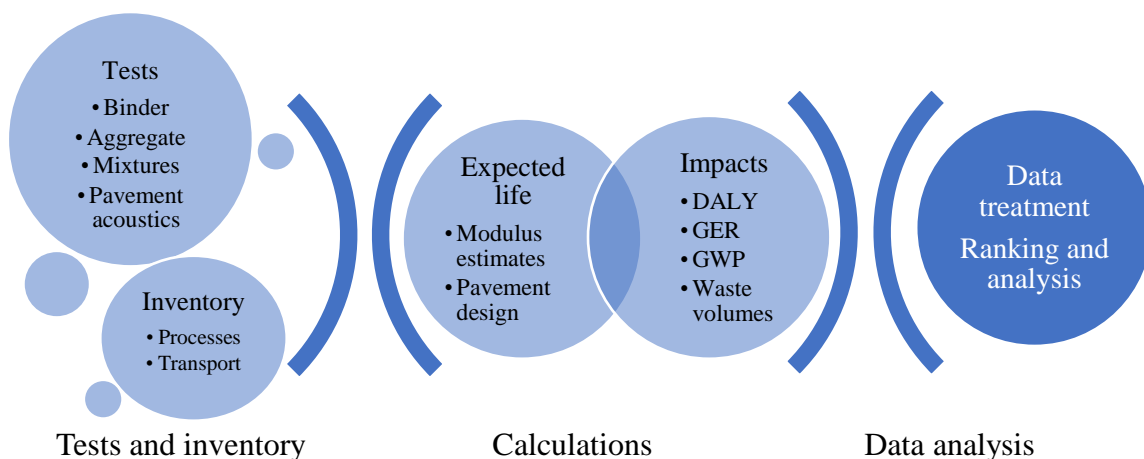 Tests
• Binder
• Aggregate
• Mixtures
• Pavement
acoustics
Inventory
• Processes
• Transport
Tests and inventory
Expected
life
• Modulus
estimates
• Pavement
design
Impacts
• DALY
• GER
• GWP
• Waste
volumes
Calculations
Data
treatment
Ranking and
analysis
Data analysis